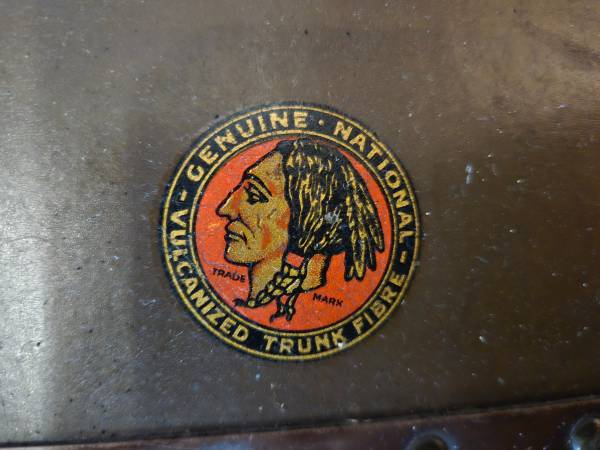 GENUINE · NATIONAL - VULCANIZED TRUNK FIBRE -
TRADE MARK